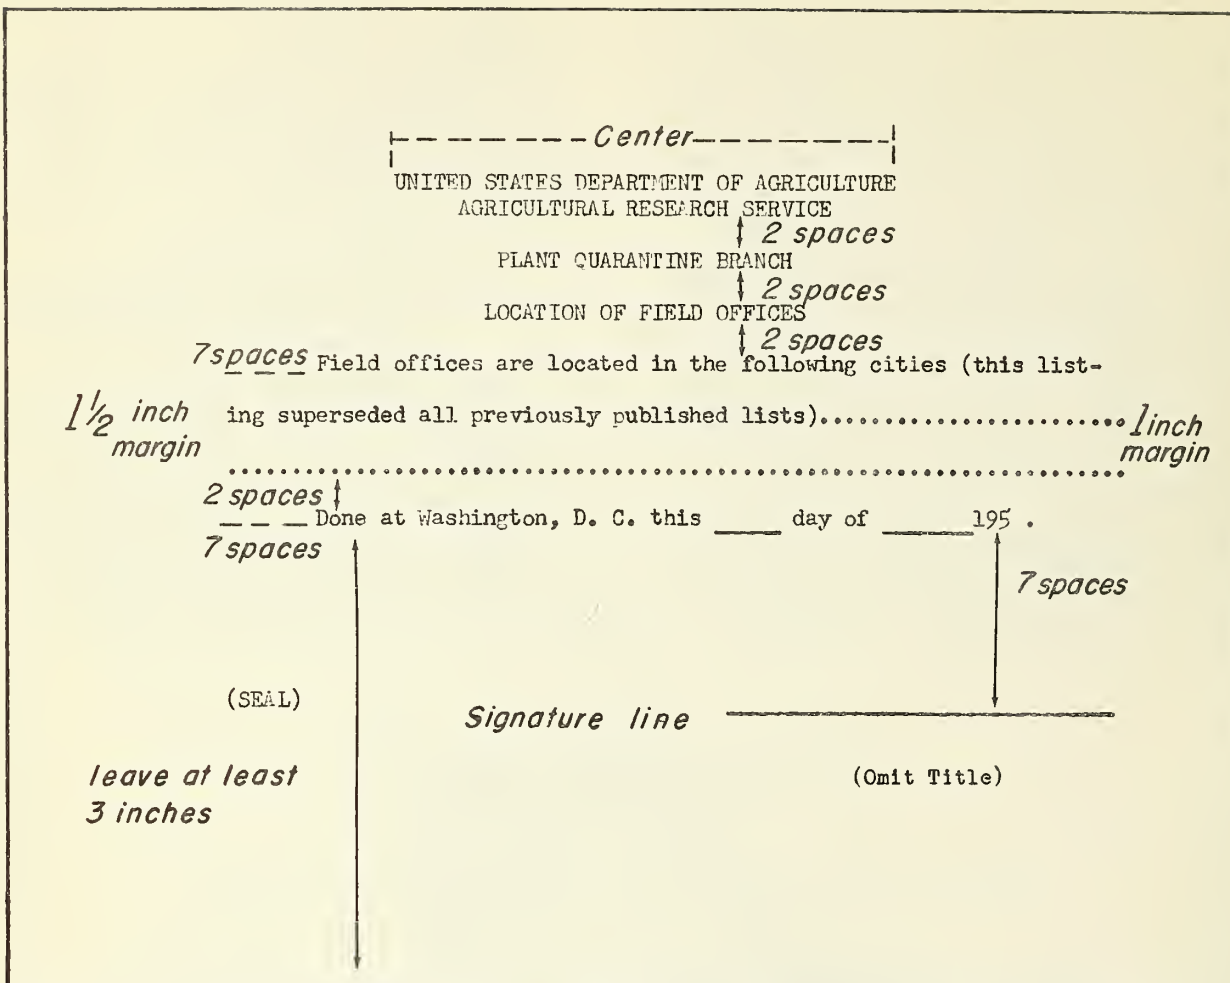 Center
UNITED STATES DEPARTMENT OF AGRICULTURE
AGRICULTURAL RESEARCH SERVICE
2 spaces
PLANT QUARANTINE BRANCH
2 spaces
LOCATION OF FIELD OFFICES
2 spaces
7 spaces Field offices are located in the following cities (this list-
1 1/2 inch margin
ing superseded all previously published lists)......................
1 inch margin
......................................................................
2 spaces
Done at Washington, D. C. this ____ day of _____ 195 .
7 spaces
7 spaces
(SEAL)
Signature line
leave at least
3 inches
(Omit Title)